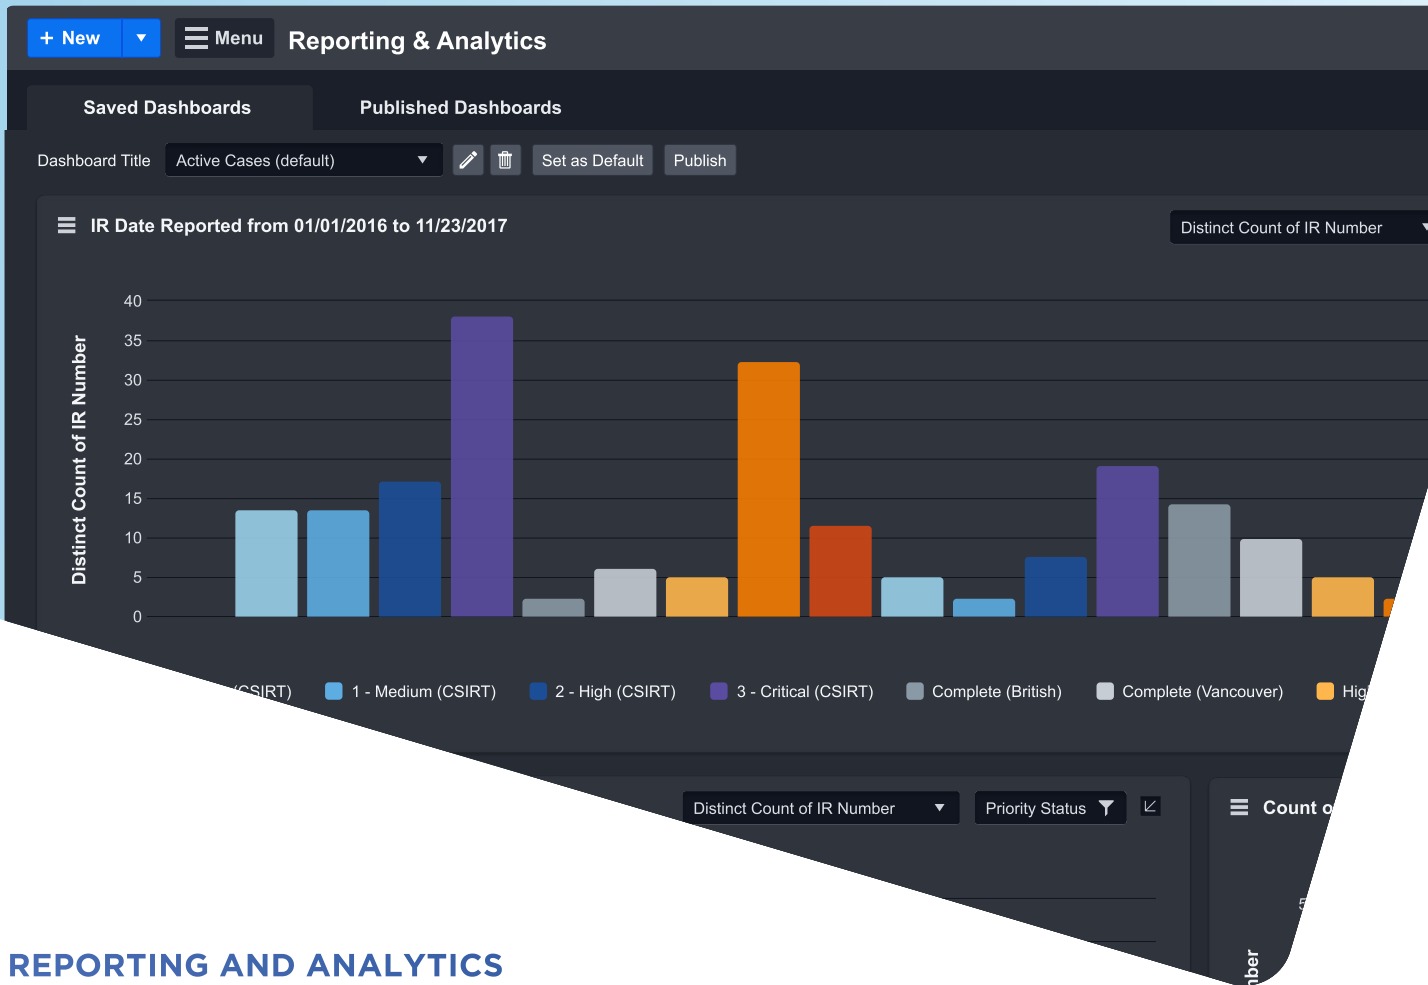 + New
Menu
Reporting & Analytics
Saved Dashboards
Published Dashboards
Dashboard Title
Active Cases (default)
Set as Default
Publish
IR Date Reported from 01/01/2016 to 11/23/2017
Distinct Count of IR Number
Distinct Count of IR Number
40
35
30
25
20
15
10
5
0
(CSIRT)
1 - Medium (CSIRT)
2 - High (CSIRT)
3 - Critical (CSIRT)
Complete (British)
Complete (Vancouver)
Distinct Count of IR Number
Priority Status
Count
REPORTING AND ANALYTICS